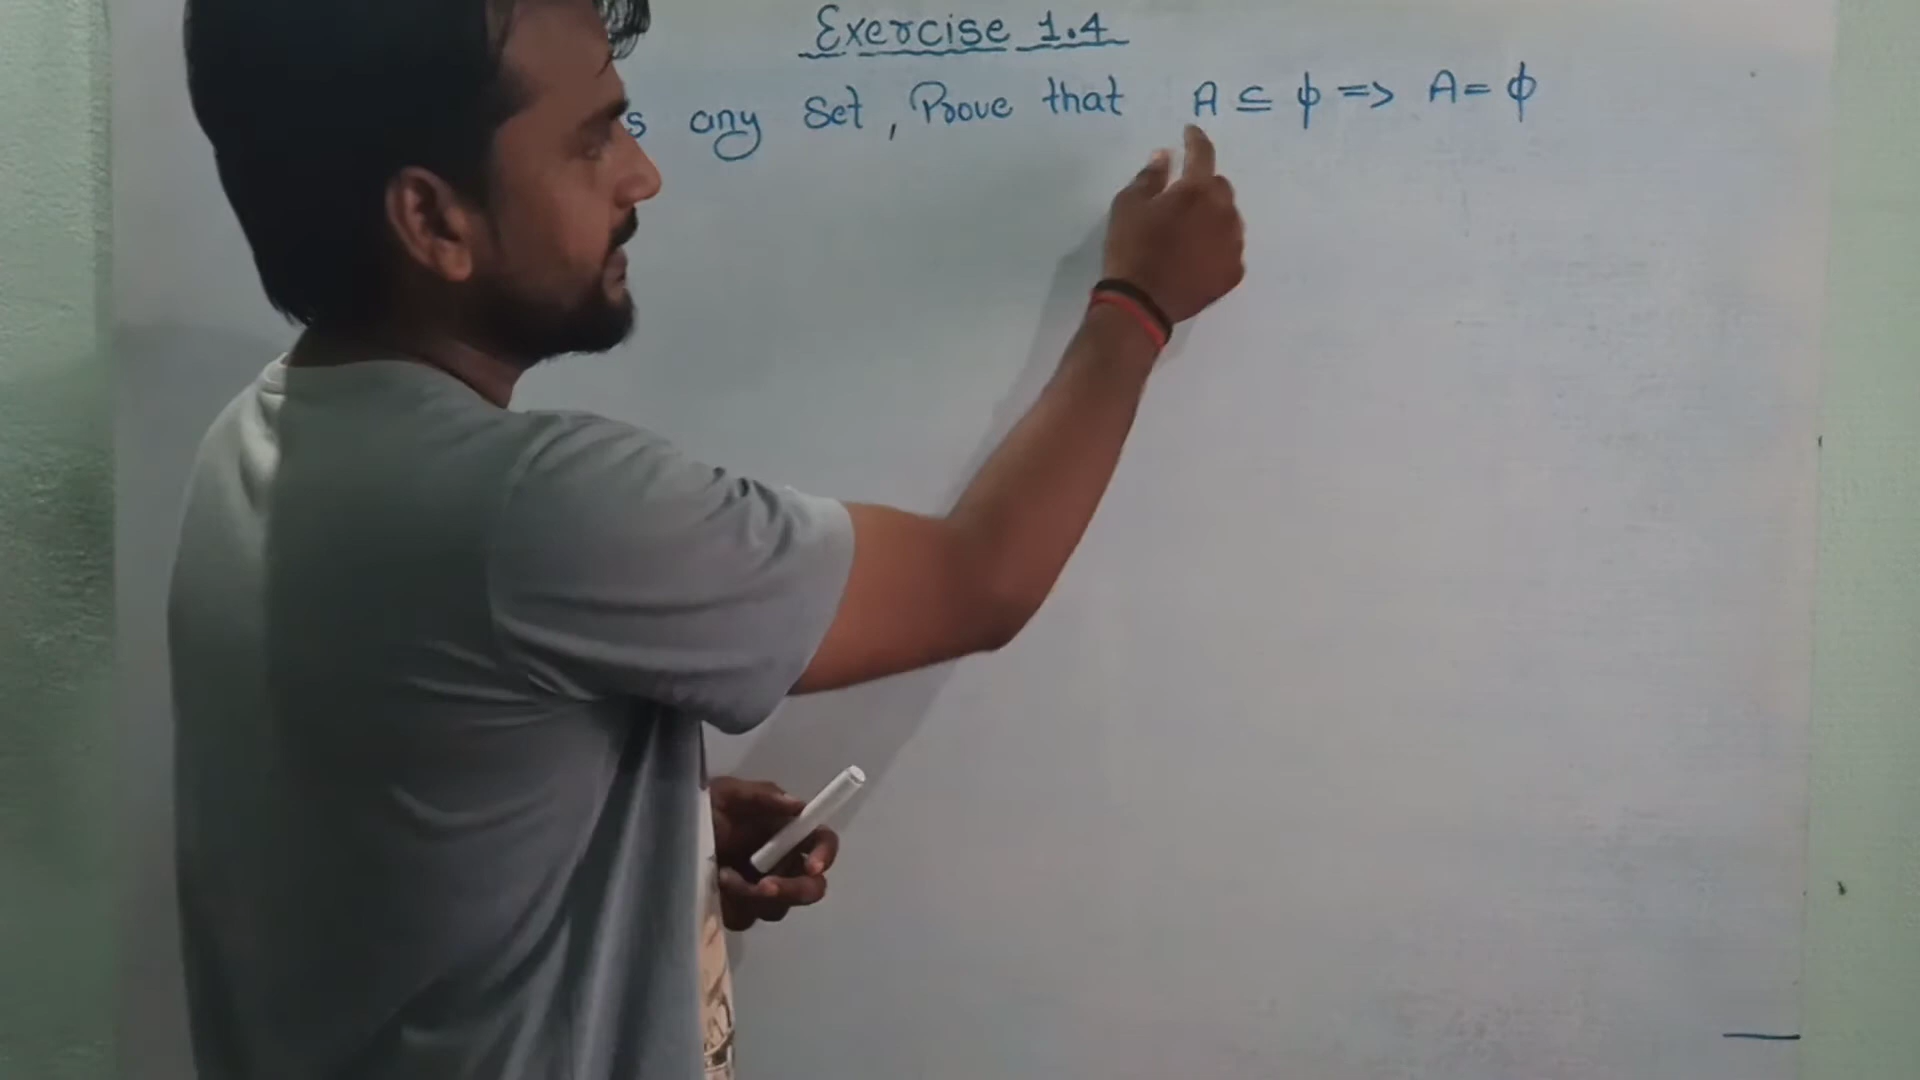 Exercise 1.4
s any set, Prove that A ⊆ φ => A = φ